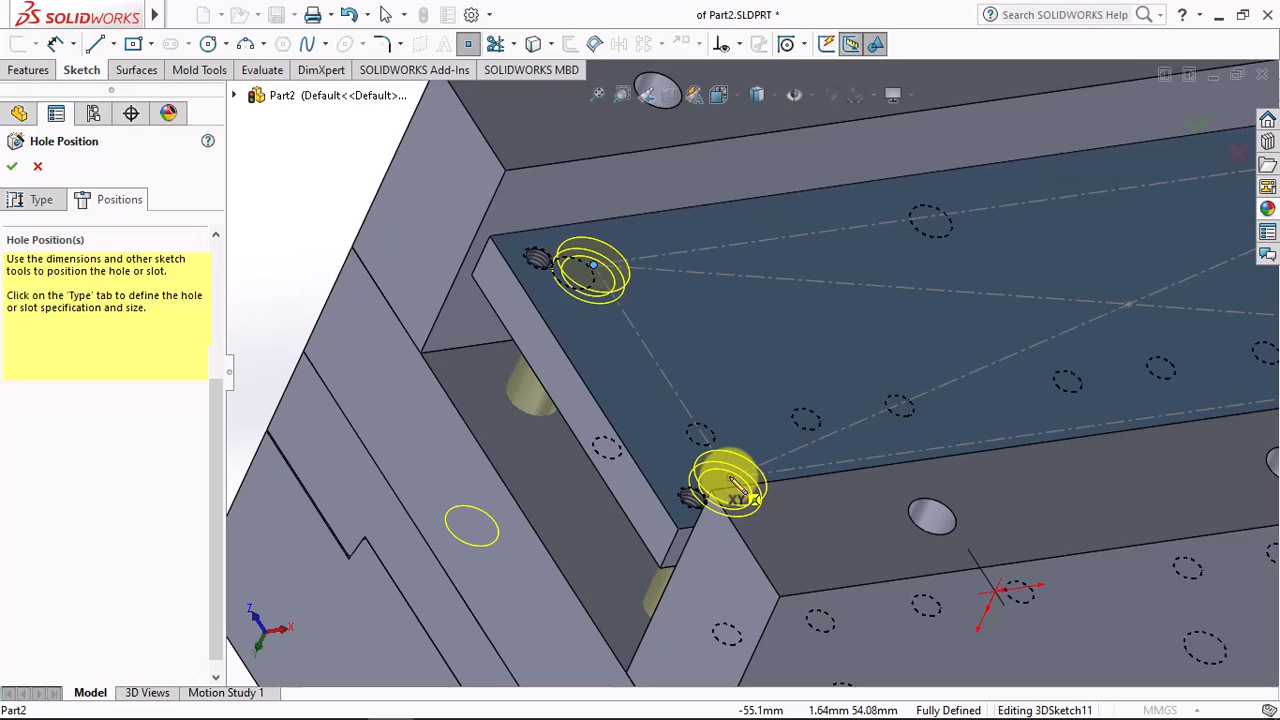 SOLIDWORKS
of Part2.SLDPRT *
Search SOLIDWORKS Help
?
Features
Sketch
Surfaces
Mold Tools
Evaluate
DimXpert
SOLIDWORKS Add-Ins
SOLIDWORKS MBD
Part2 (Default<<Default>...
Hole Position
?
Type
Positions
Hole Position(s)
Use the dimensions and other sketch
tools to position the hole or slot.
Click on the 'Type' tab to define the hole
or slot specification and size.
XY
Z
X
Y
Model
3D Views
Motion Study 1
Part2
-55.1mm
1.64mm 54.08mm
Fully Defined
Editing 3DSketch11
MMGS